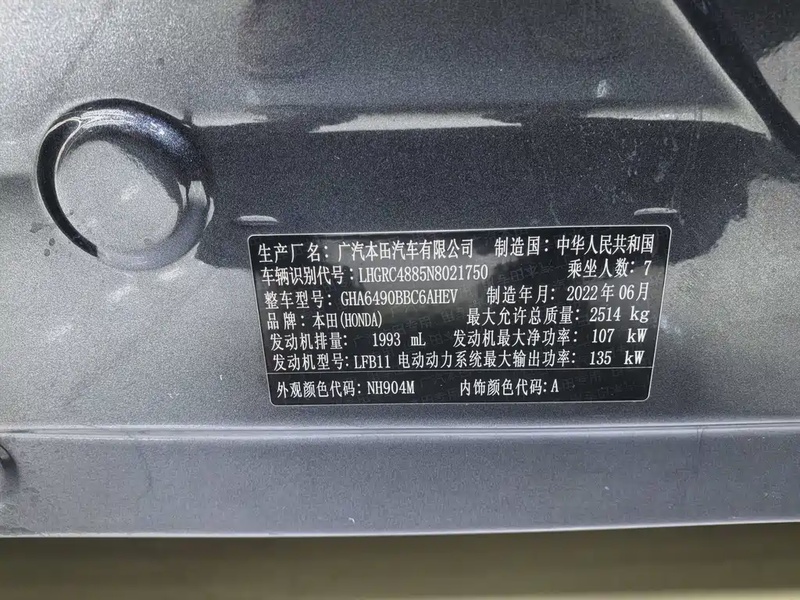 生产厂名：广汽本田汽车有限公司 制造国：中华人民共和国
车辆识别代号：LHGRC4885N8021750 乘坐人数：7
整车型号：GHA6490BBC6AHEV 制造年月：2022年06月
品牌：本田(HONDA) 最大允许总质量：2514 kg
发动机排量： 1993 mL 发动机最大净功率： 107 kW
发动机型号：LFB11 电动动力系统最大输出功率： 135 kW
外观颜色代码：NH904M 内饰颜色代码：A